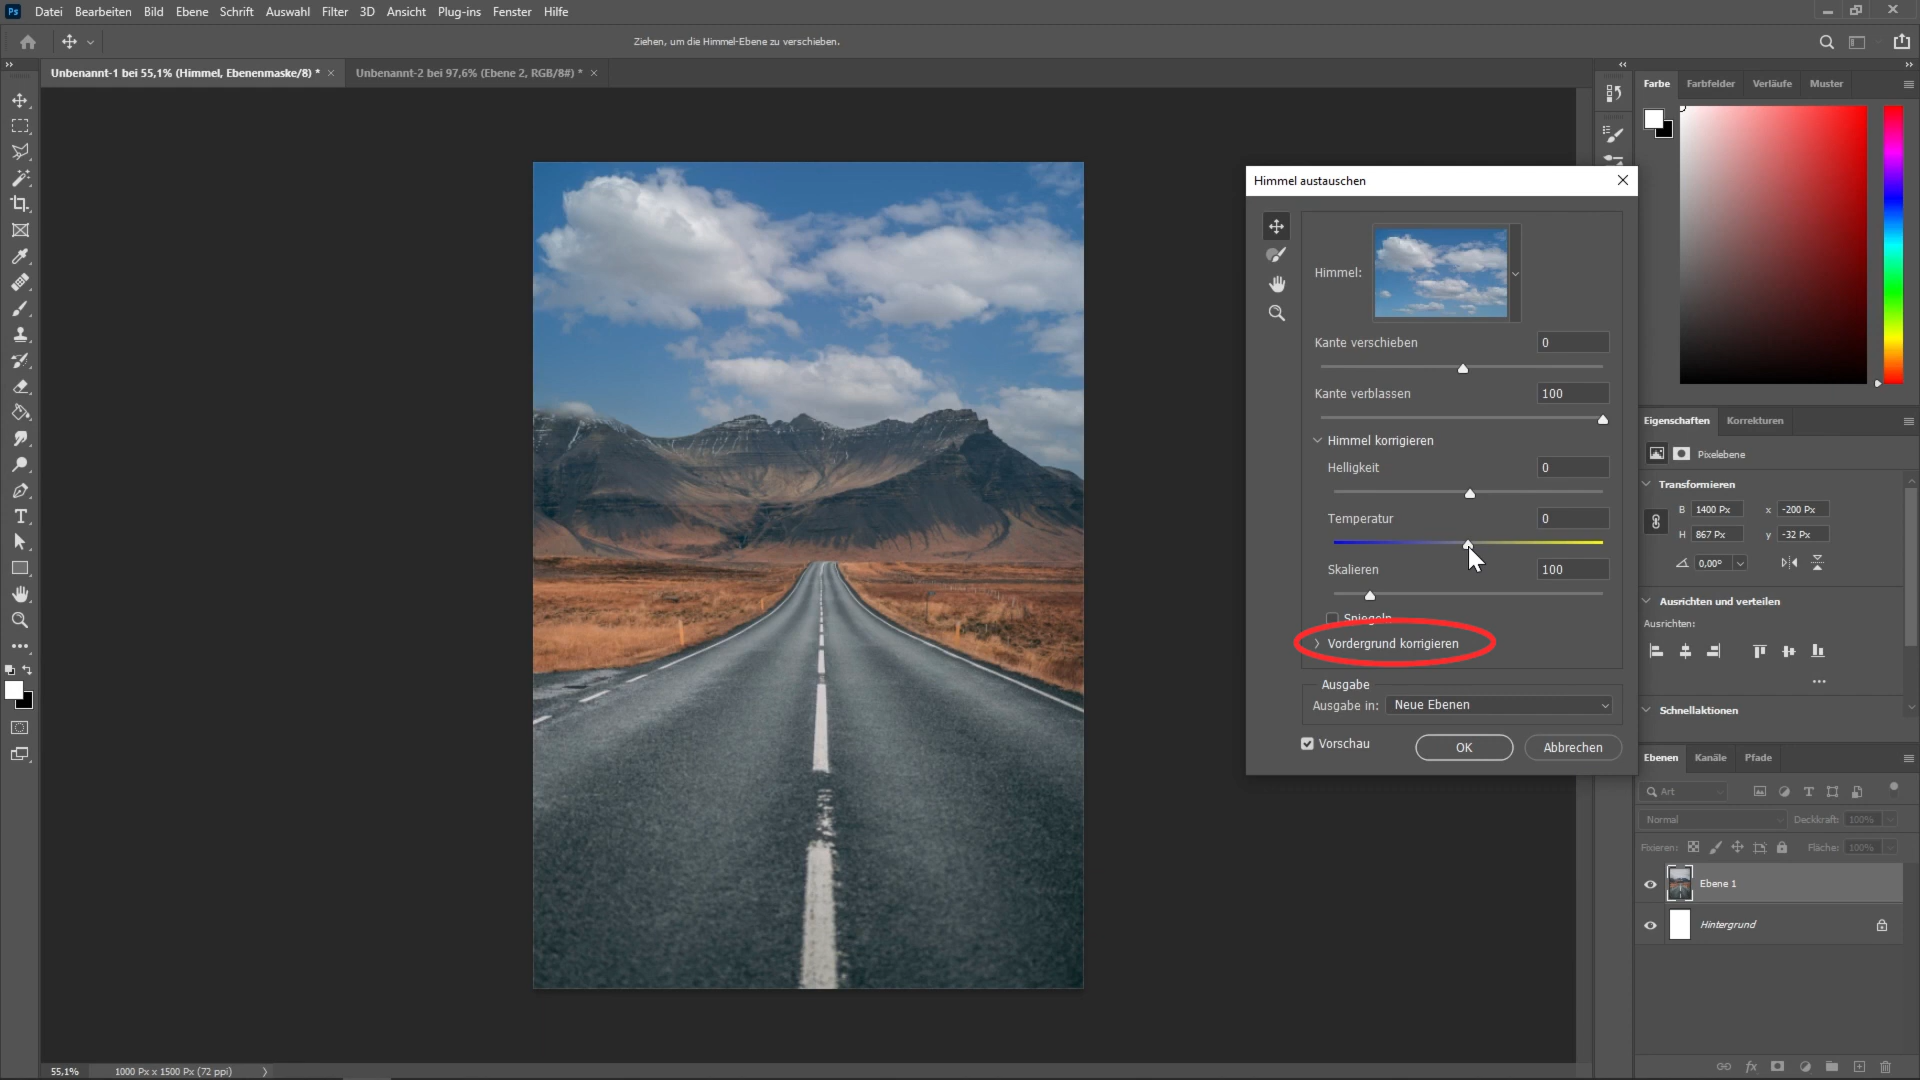 Ps Datei Bearbeiten Bild Ebene Schrift Auswahl Filter 3D Ansicht Plug-ins Fenster Hilfe
Ziehen, um die Himmel-Ebene zu verschieben.
Unbenannt-1 bei 55,1% (Himmel, Ebenenmaske/8) * × Unbenannt-2 bei 97,6% (Ebene 2, RGB/8#) * ×
Himmel austauschen
Himmel:
Kante verschieben 0
Kante verblassen 100
Himmel korrigieren
Helligkeit 0
Temperatur 0
Skalieren 100
Spiegeln
Vordergrund korrigieren
Ausgabe
Ausgabe in: Neue Ebenen
Vorschau OK Abbrechen
Farbe Farbfelder Verläufe Muster
Eigenschaften Korrekturen
Pixelebene
Transformieren
B 1400 Px x -200 Px
H 867 Px y -32 Px
0,00°
Ausrichten und verteilen
Ausrichten:
Schnellaktionen
Ebenen Kanäle Pfade
Art
Normal Deckkraft: 100%
Fixieren: Fläche: 100%
Ebene 1
Hintergrund
55,1% 1000 Px x 1500 Px (72 ppi)